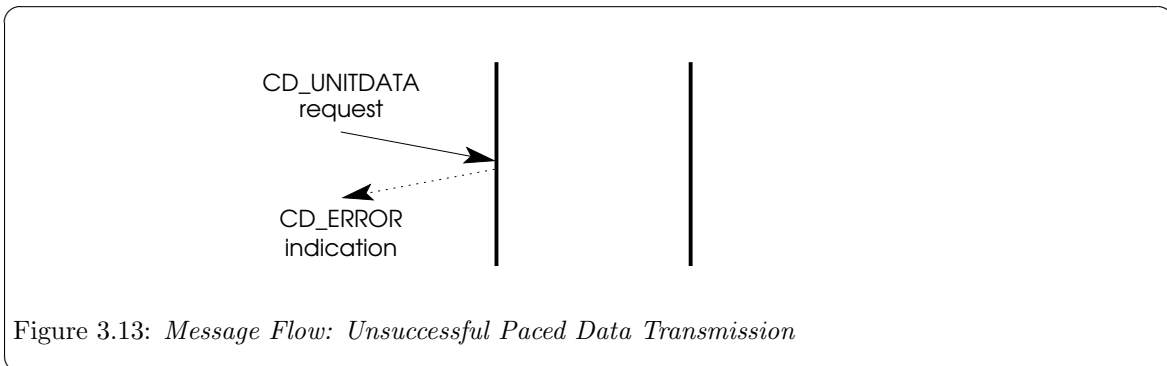 CD_UNITDATA
request
CD_ERROR
indication
Figure 3.13: Message Flow: Unsuccessful Paced Data Transmission